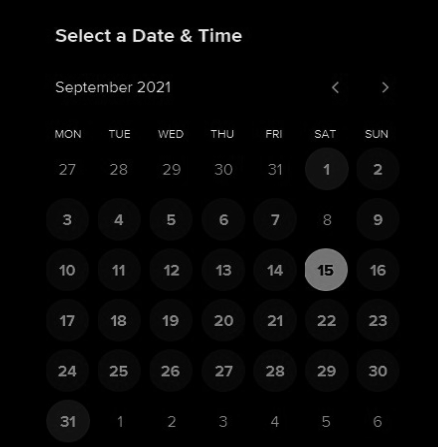 Select a Date & Time
September 2021
MON TUE WED THU FRI SAT SUN
27 28 29 30 31 1 2
3 4 5 6 7 8 9
10 11 12 13 14 15 16
17 18 19 20 21 22 23
24 25 26 27 28 29 30
31 1 2 3 4 5 6